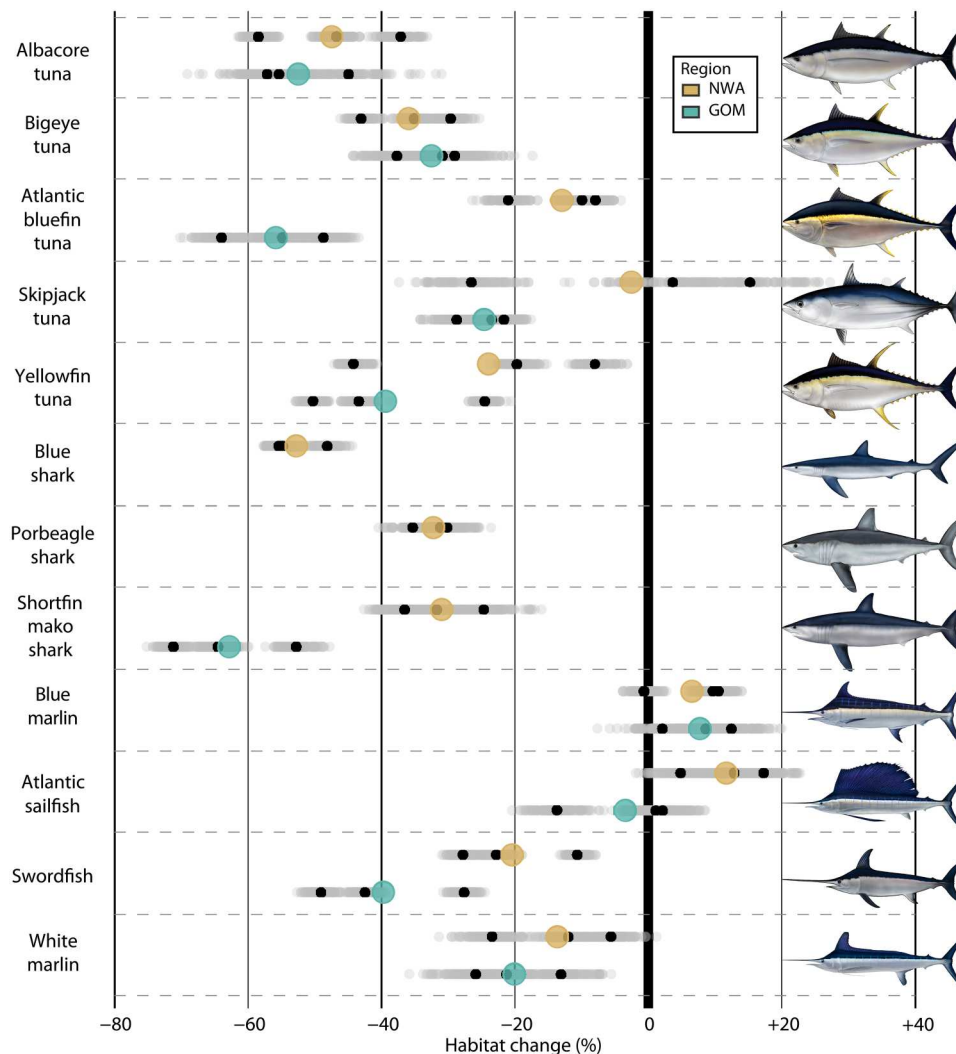 Albacore
tuna
Bigeye
tuna
Atlantic
bluefin
tuna
Skipjack
tuna
Yellowfin
tuna
Blue
shark
Porbeagle
shark
Shortfin
mako
shark
Blue
marlin
Atlantic
sailfish
Swordfish
White
marlin
Region
NWA
GOM
−80 −60 −40 −20 0 +20 +40
Habitat change (%)